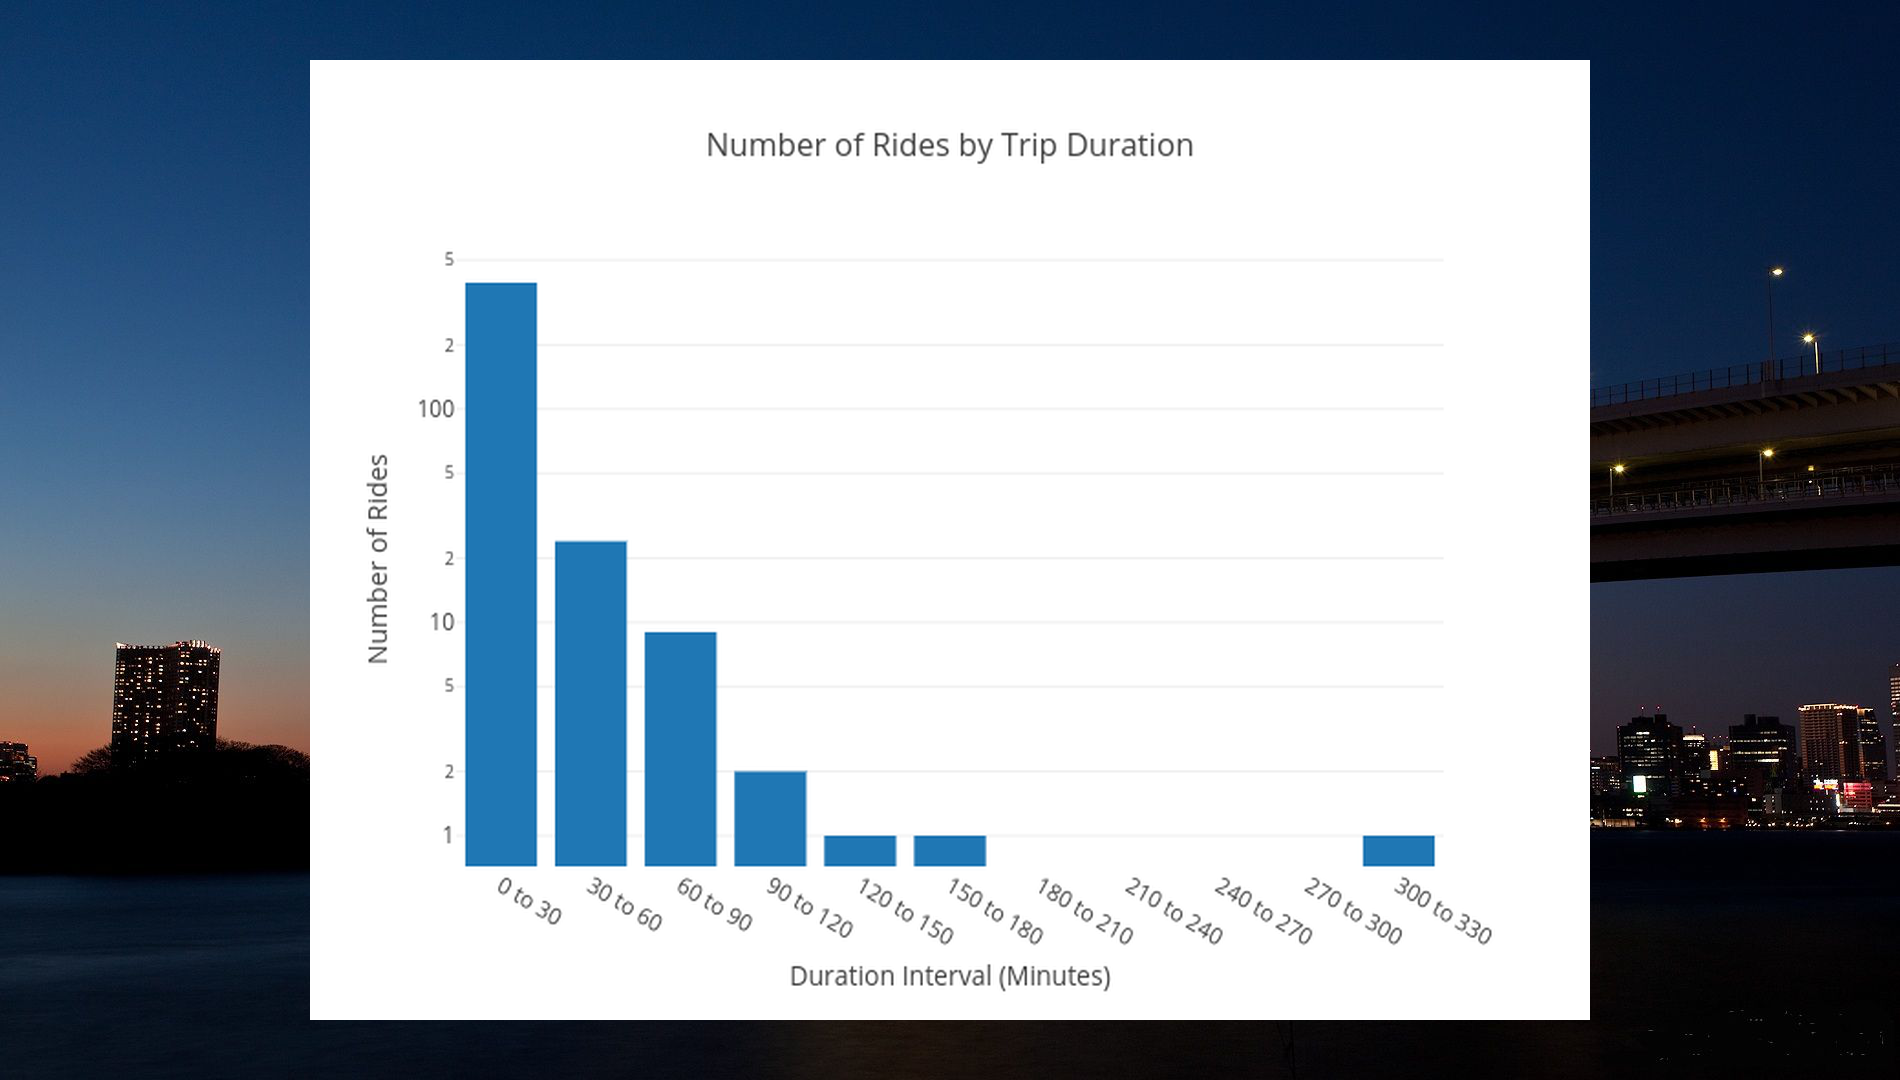 Number of Rides by Trip Duration
5
2
100
5
2
10
5
2
1
Number of Rides
0 to 30
30 to 60
60 to 90
90 to 120
120 to 150
150 to 180
180 to 210
210 to 240
240 to 270
270 to 300
300 to 330
Duration Interval (Minutes)